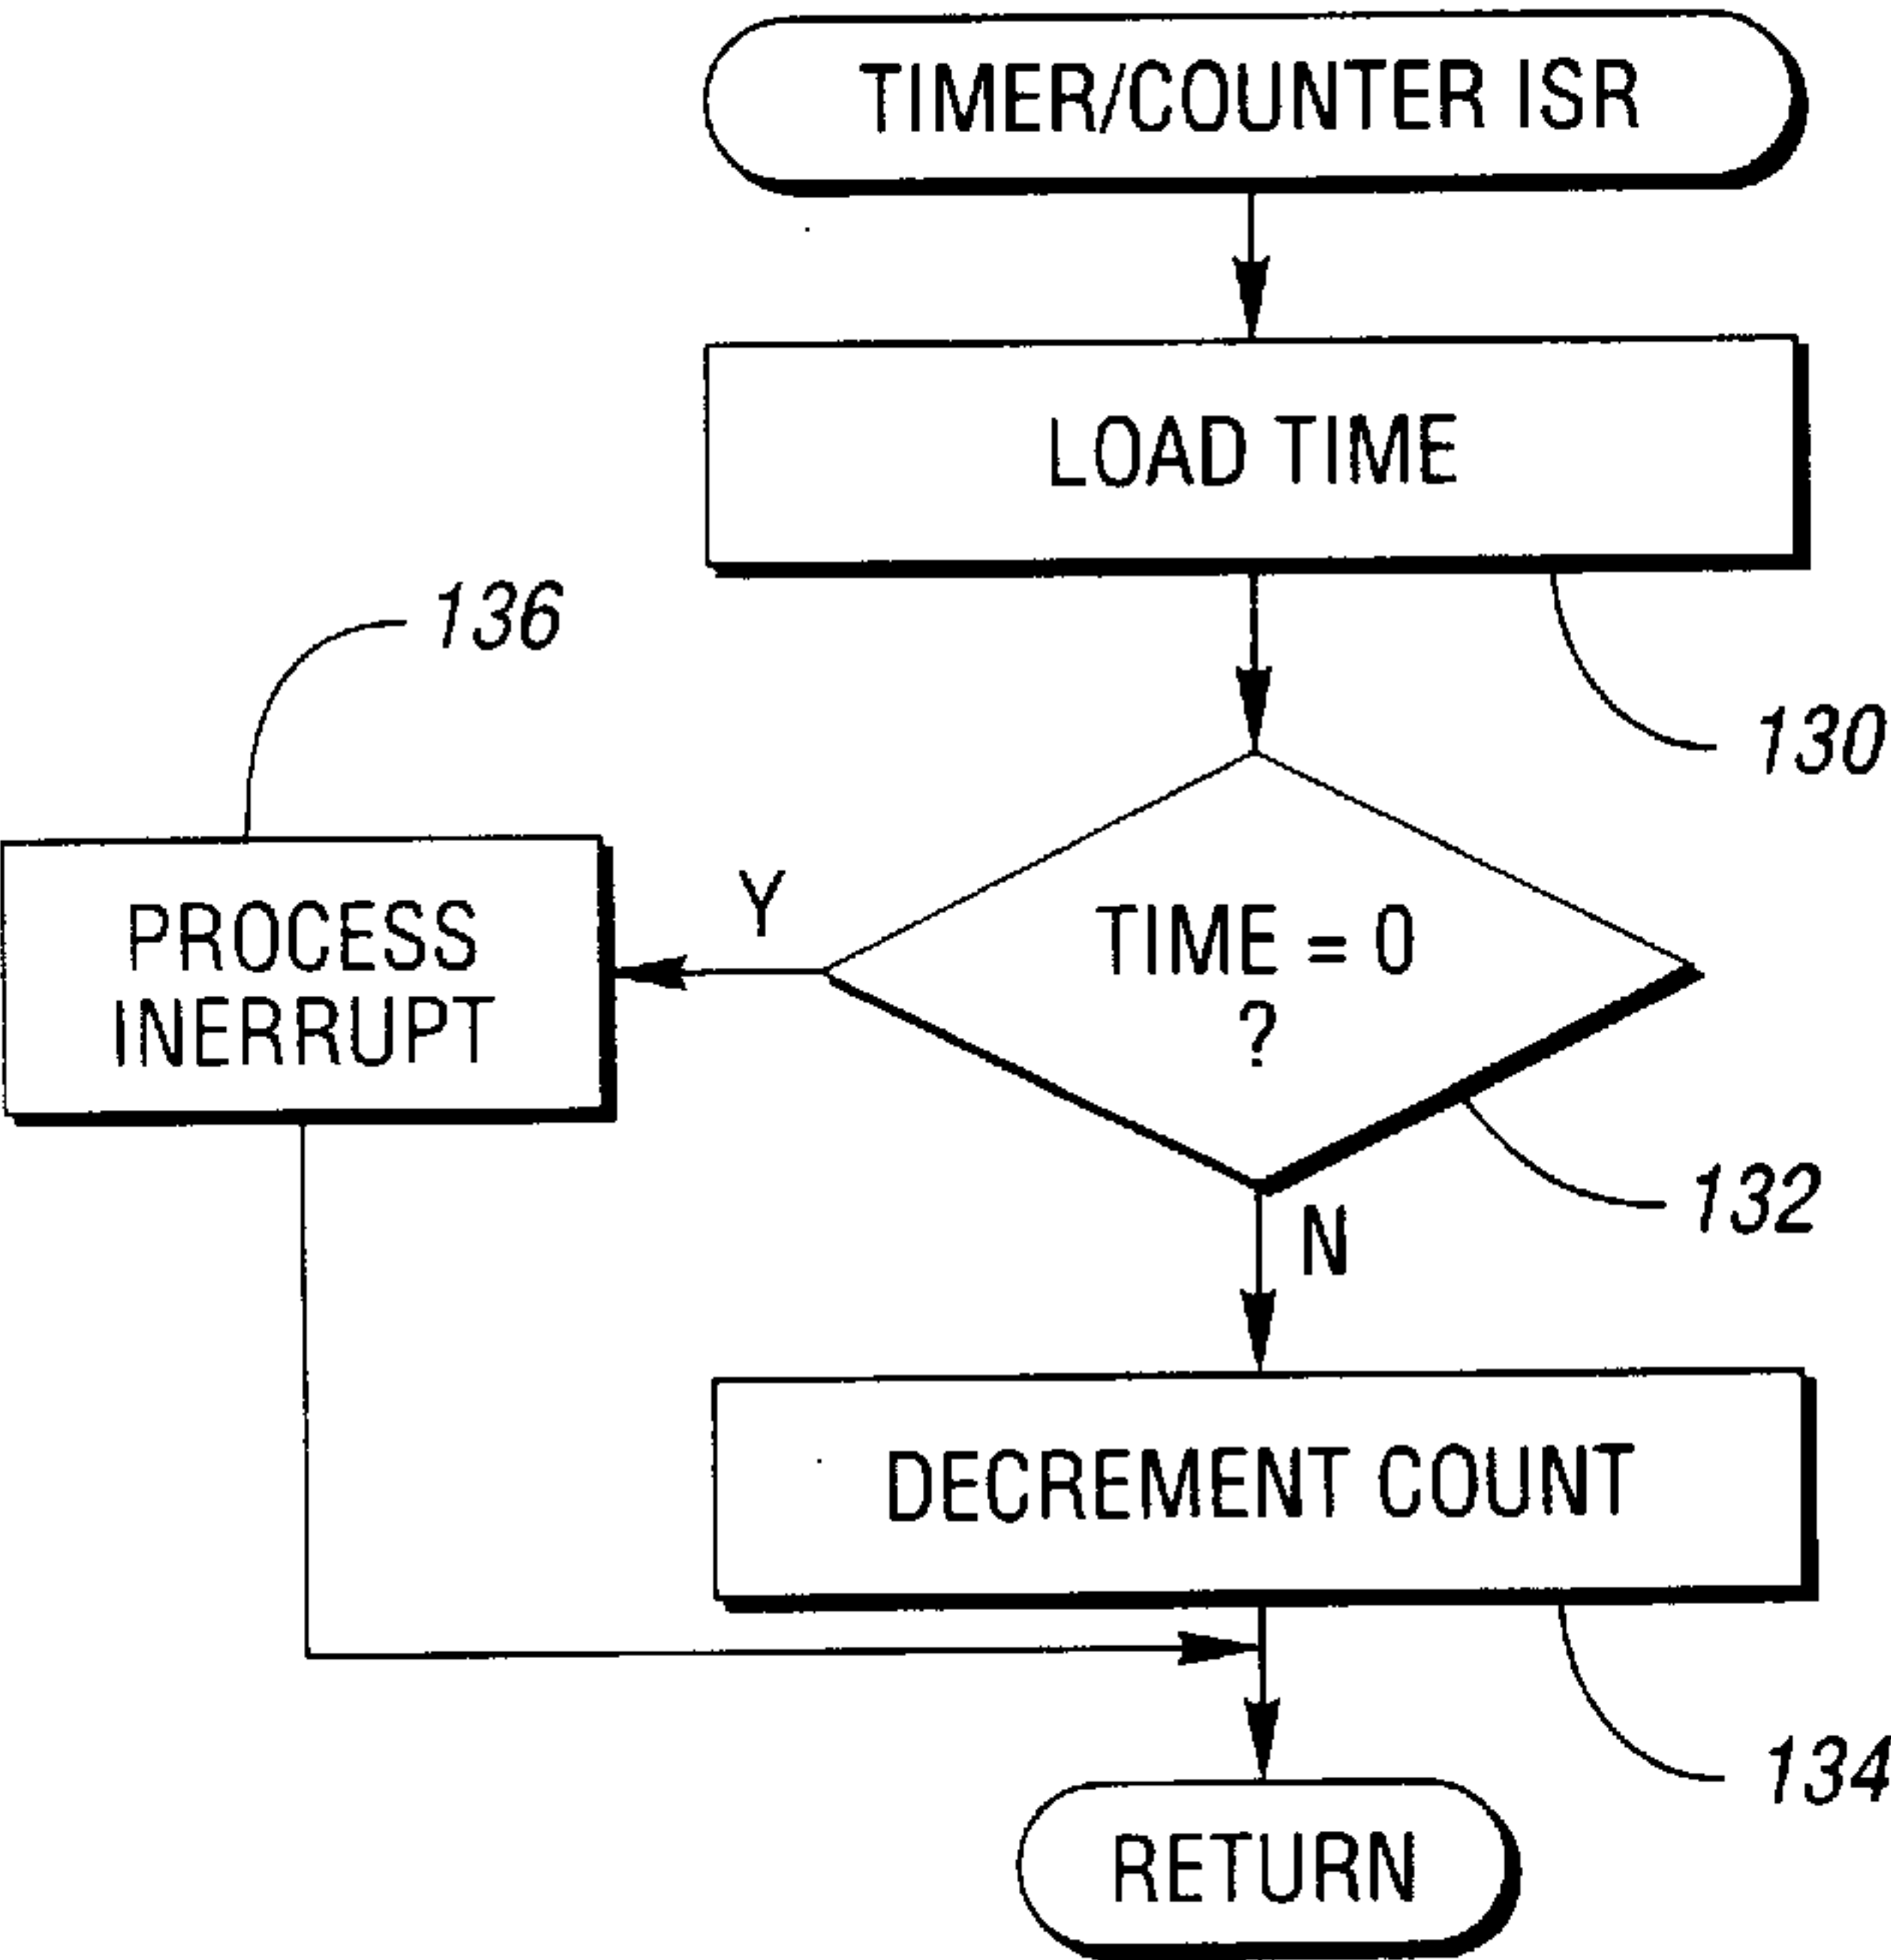 TIMER/COUNTER ISR
LOAD TIME
136
130
Y
TIME = 0
?
PROCESS
INERRUPT
132
N
DECREMENT COUNT
134
RETURN